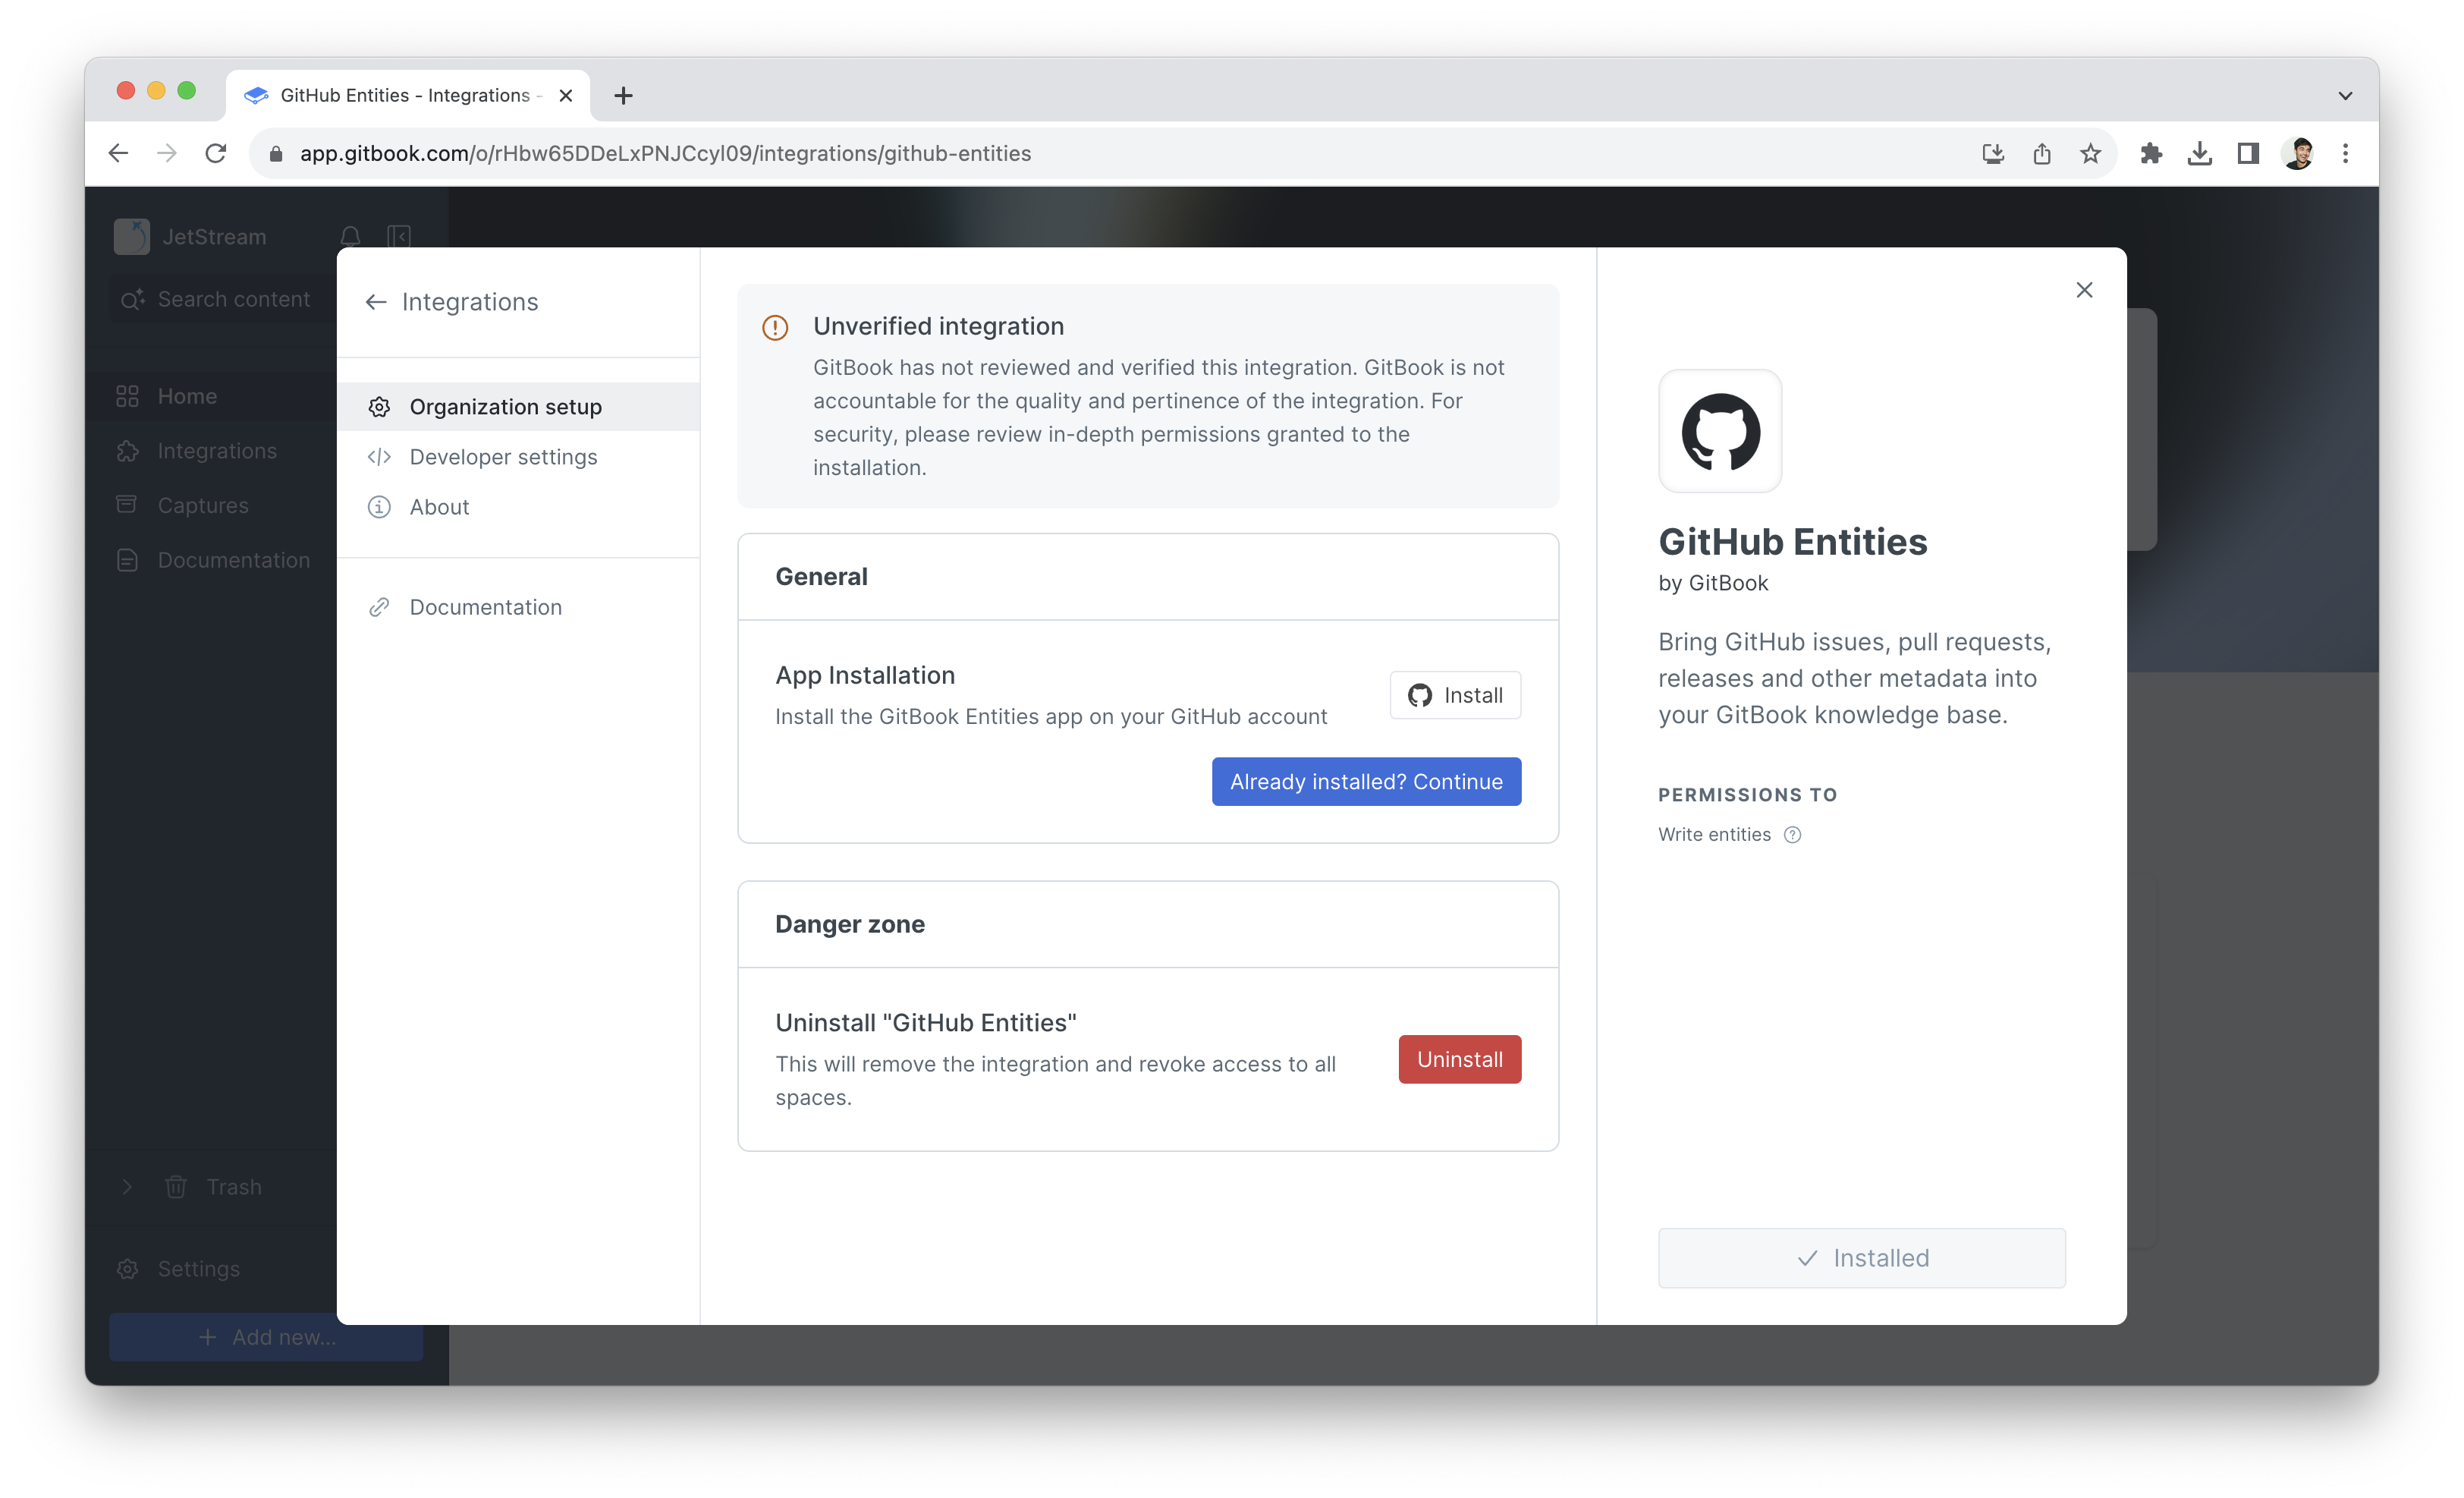 GitHub Entities - Integrations -
app.gitbook.com/o/rHbw65DDeLxPNJCcyl09/integrations/github-entities
JetStream
Search content
Home
Integrations
Captures
Documentation
Trash
Settings
Add new...
Integrations
Organization setup
Developer settings
About
Documentation
Unverified integration
GitBook has not reviewed and verified this integration. GitBook is not
accountable for the quality and pertinence of the integration. For
security, please review in-depth permissions granted to the
installation.
General
App Installation
Install the GitBook Entities app on your GitHub account
Install
Already installed? Continue
Danger zone
Uninstall "GitHub Entities"
This will remove the integration and revoke access to all
spaces.
Uninstall
GitHub Entities
by GitBook
Bring GitHub issues, pull requests,
releases and other metadata into
your GitBook knowledge base.
PERMISSIONS TO
Write entities
Installed